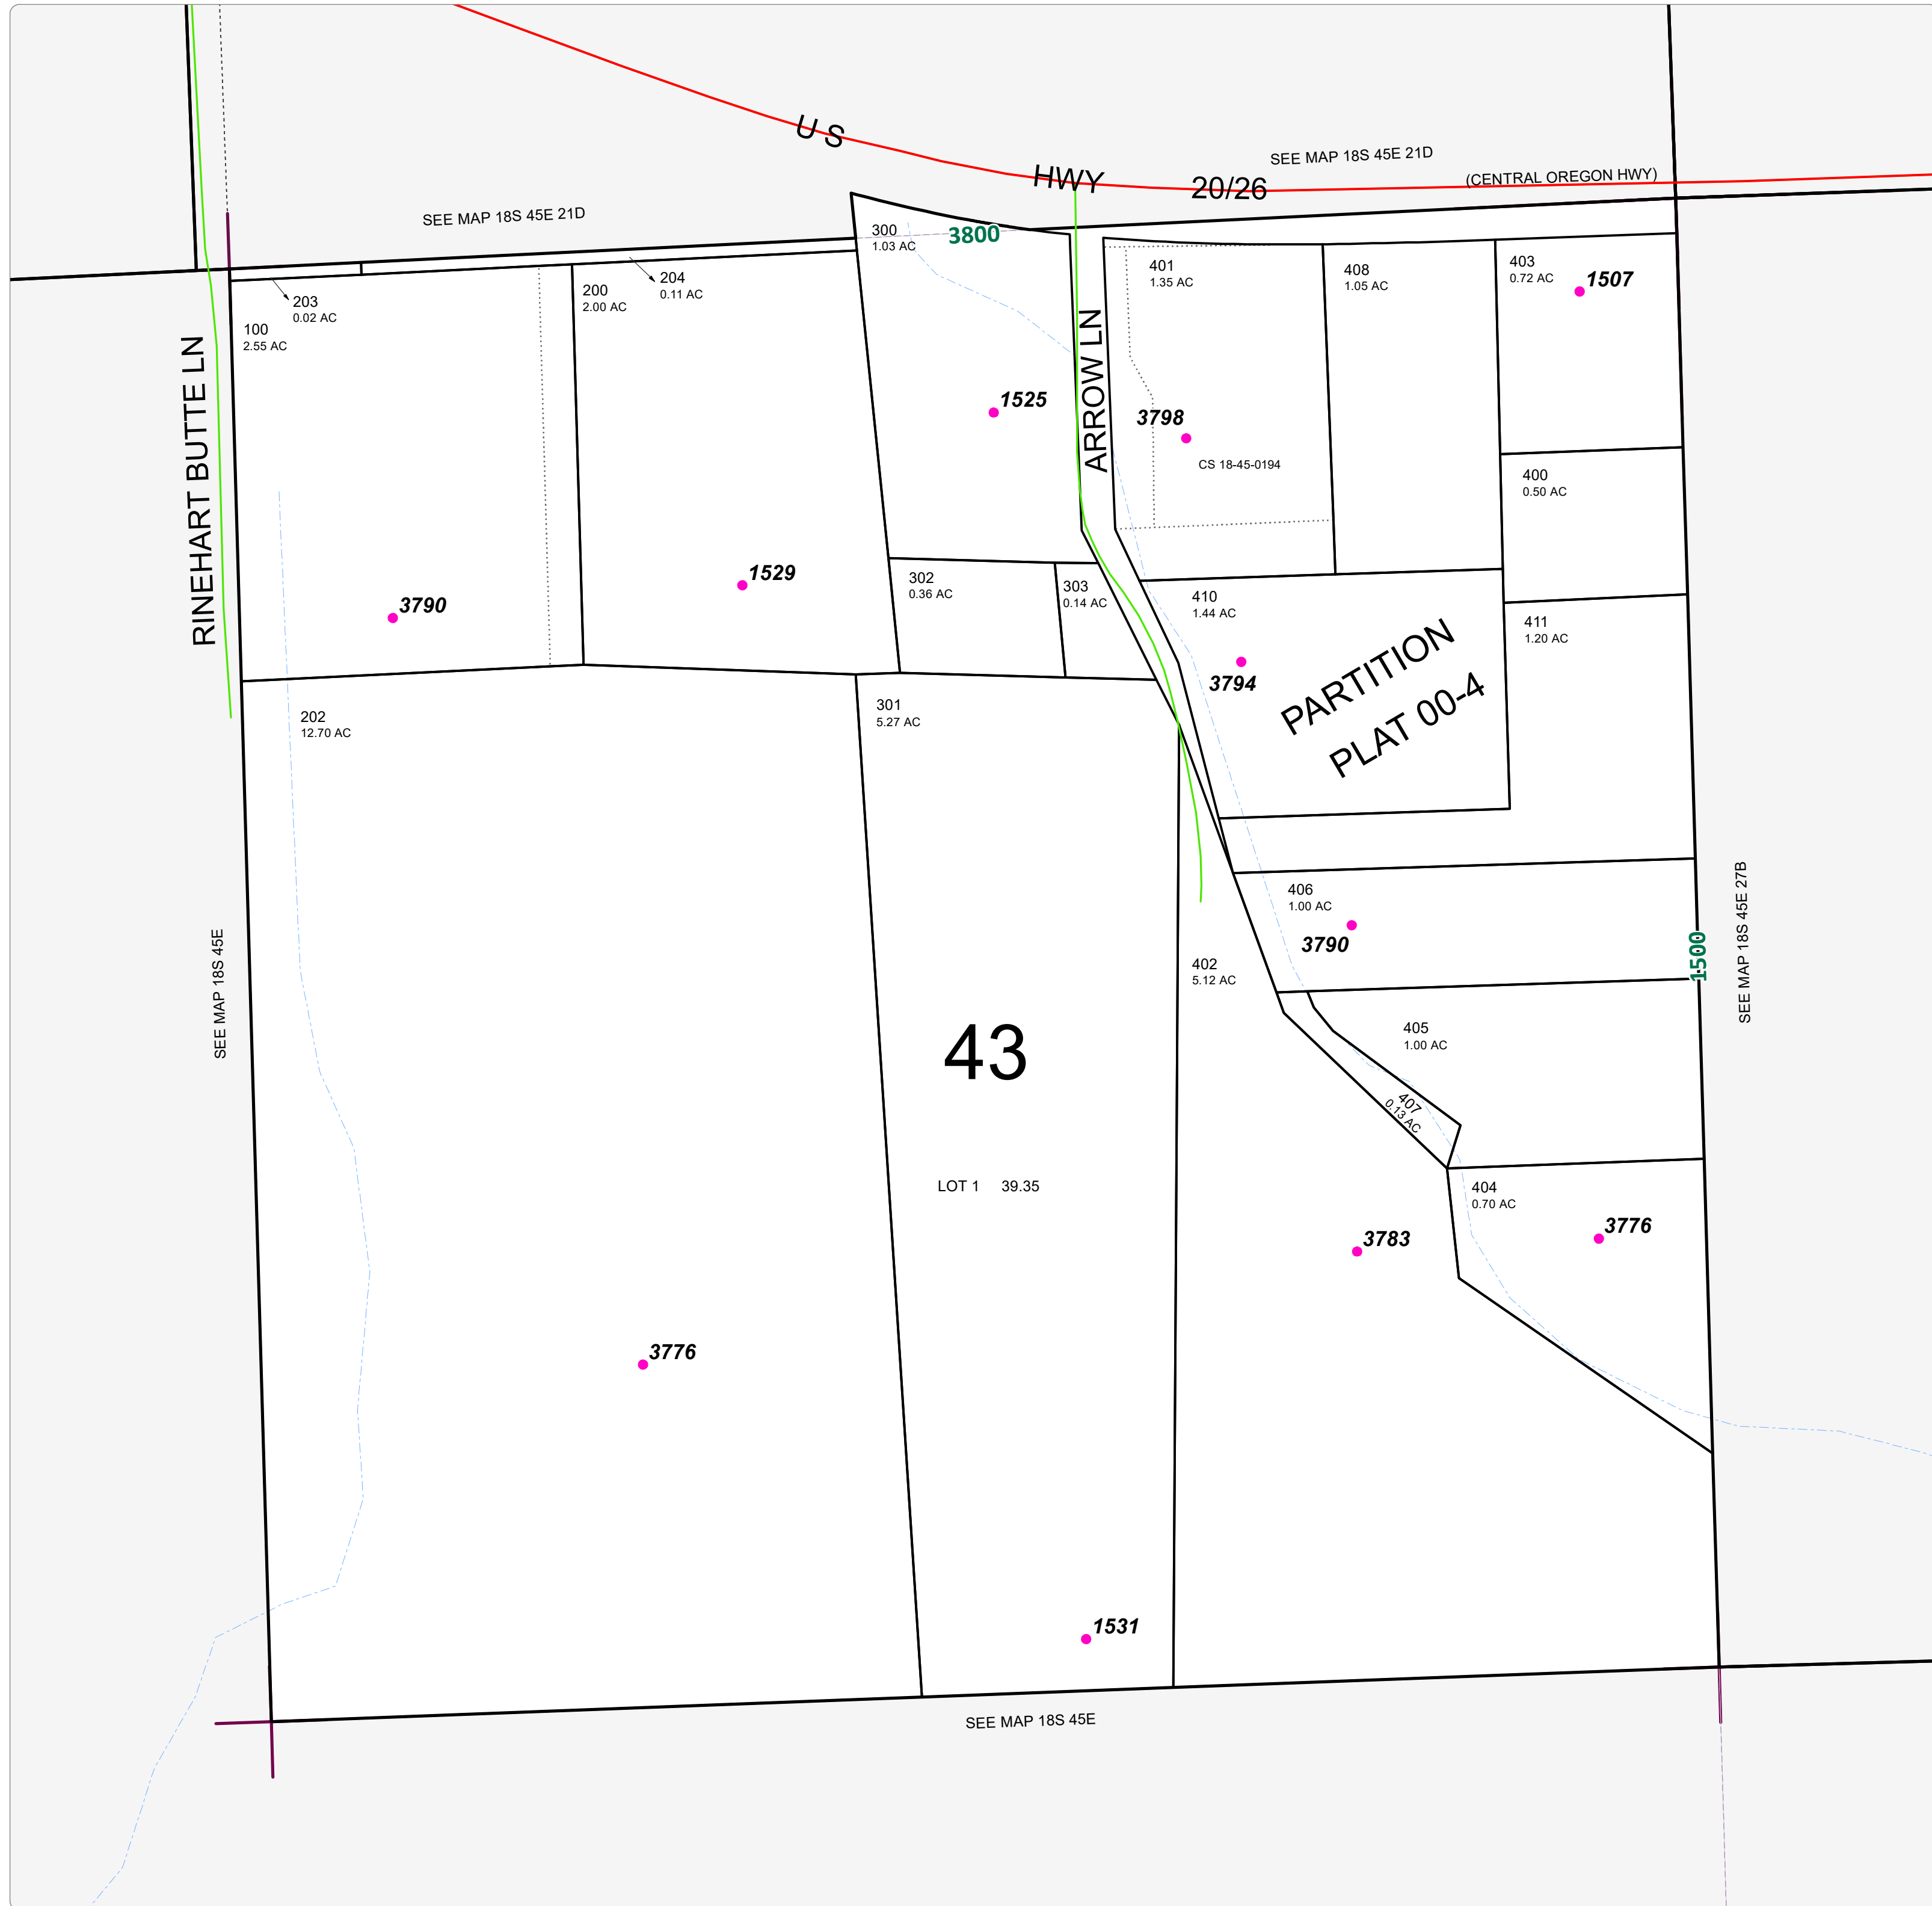 U S
HWY
20/26
SEE MAP 18S 45E 21D
(CENTRAL OREGON HWY)
SEE MAP 18S 45E 21D
300
1.03 AC
3800
203
0.02 AC
204
0.11 AC
100
2.55 AC
200
2.00 AC
401
1.35 AC
408
1.05 AC
403
0.72 AC
1507
RINEHART BUTTE LN
ARROW LN
1525
3798
CS 18-45-0194
400
0.50 AC
3790
1529
302
0.36 AC
303
0.14 AC
410
1.44 AC
411
1.20 AC
3794
PARTITION
PLAT 00-4
202
12.70 AC
301
5.27 AC
406
1.00 AC
3790
402
5.12 AC
1500
SEE MAP 18S 45E 27B
SEE MAP 18S 45E
43
405
1.00 AC
407
0.13 AC
LOT 1 39.35
404
0.70 AC
3776
3783
3776
1531
SEE MAP 18S 45E